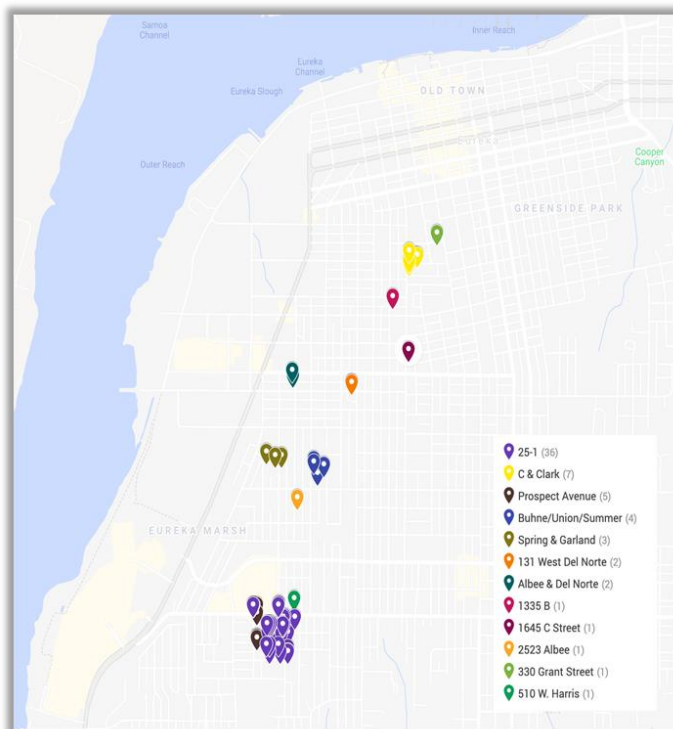 Samoa
Channel
Inner Reach
Eureka
Channel
Eureka Slough
OLD TOWN
Eureka
Cooper
Canyon
Outer Reach
GREENSIDE PARK
EUREKA MARSH
25-1 (36)
C & Clark (7)
Prospect Avenue (5)
Buhne/Union/Summer (4)
Spring & Garland (3)
131 West Del Norte (2)
Albee & Del Norte (2)
1335 B (1)
1645 C Street (1)
2523 Albee (1)
330 Grant Street (1)
510 W. Harris (1)